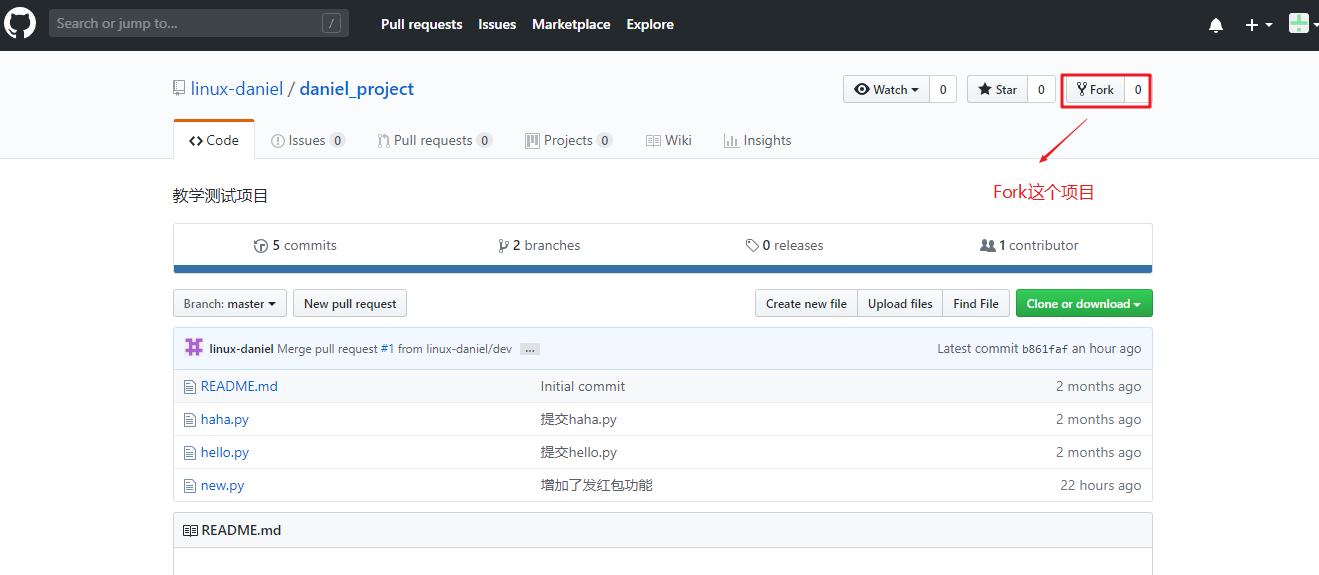 Search or jump to... / Pull requests Issues Marketplace Explore
linux-daniel / daniel_project Watch 0 Star 0 Fork 0
Code Issues 0 Pull requests 0 Projects 0 Wiki Insights
教学测试项目
Fork这个项目
5 commits 2 branches 0 releases 1 contributor
Branch: master New pull request Create new file Upload files Find File Clone or download
linux-daniel Merge pull request #1 from linux-daniel/dev ... Latest commit b861faf an hour ago
README.md Initial commit 2 months ago
haha.py 提交haha.py 2 months ago
hello.py 提交hello.py 2 months ago
new.py 增加了发红包功能 22 hours ago
README.md